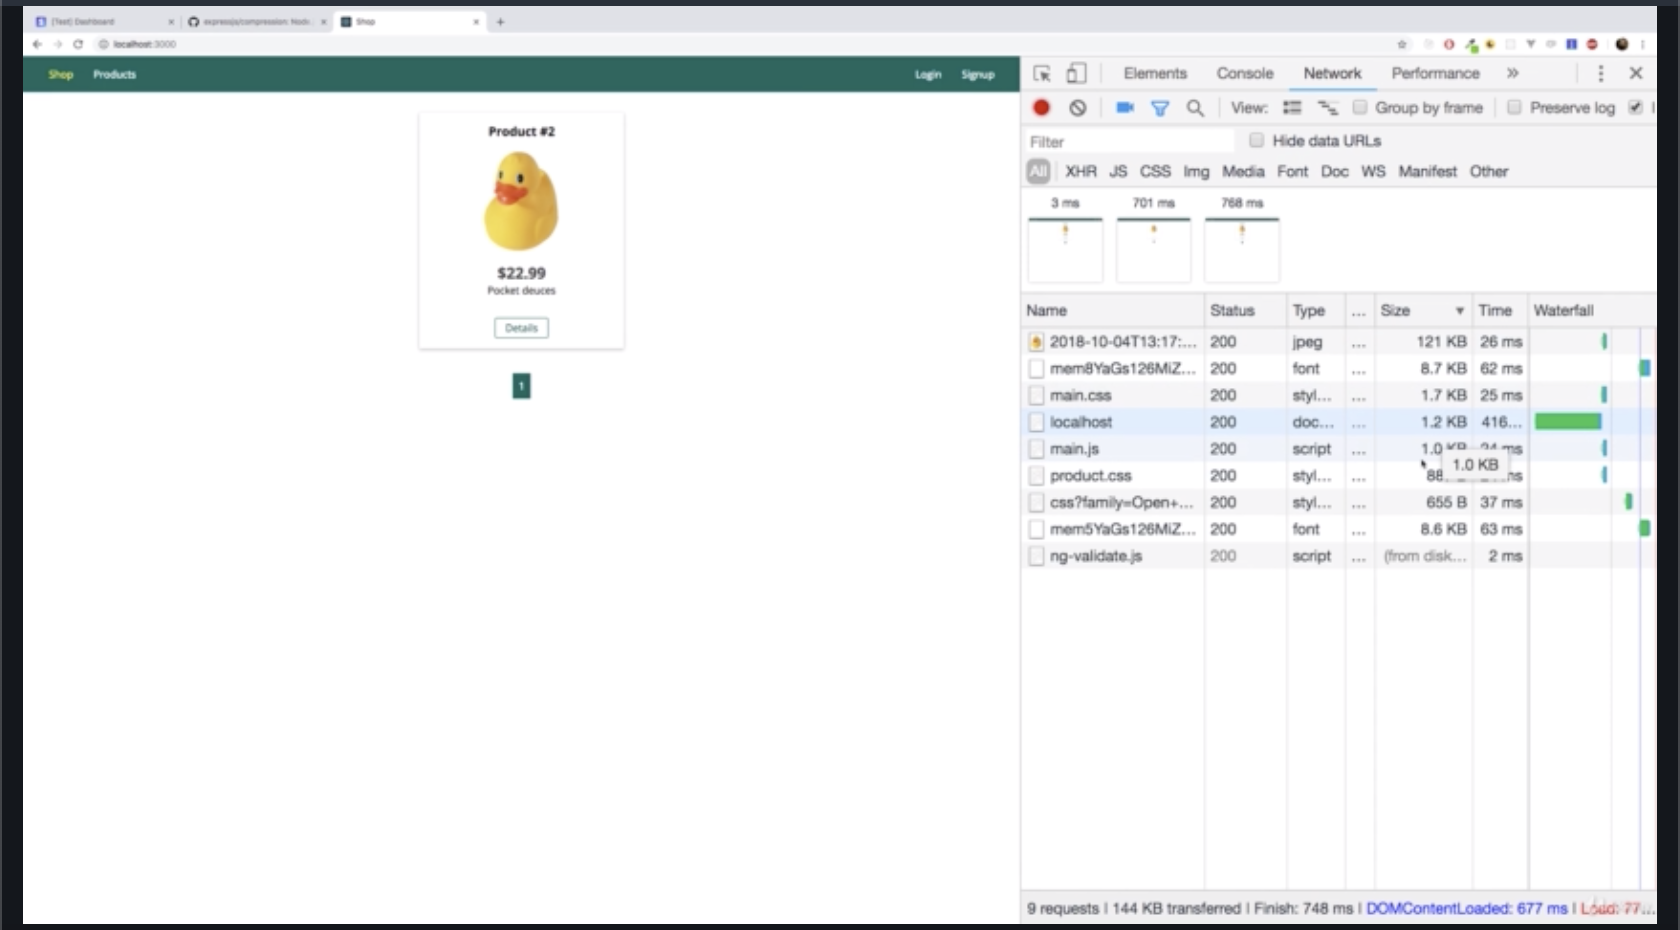 [Test] Dashboard
expressjs/compression: Node.
Shop
localhost:3000
Shop Products Login Signup
Product #2
$22.99
Pocket deuces
Details
1
Elements Console Network Performance »
View: Group by frame Preserve log
Filter Hide data URLs
All XHR JS CSS Img Media Font Doc WS Manifest Other
3 ms 701 ms 768 ms
Name Status Type ... Size Time Waterfall
2018-10-04T13:17:... 200 jpeg ... 121 KB 26 ms
mem8YaGs126MiZ... 200 font ... 8.7 KB 62 ms
main.css 200 styl... ... 1.7 KB 25 ms
localhost 200 doc... ... 1.2 KB 416...
main.js 200 script ... 1.0 KB 24 ms
1.0 KB
product.css 200 styl... ...
css?family=Open+... 200 styl... ... 655 B 37 ms
mem5YaGs126MiZ... 200 font ... 8.6 KB 63 ms
ng-validate.js 200 script ... (from disk... 2 ms
9 requests | 144 KB transferred | Finish: 748 ms | DOMContentLoaded: 677 ms | Load: 77...